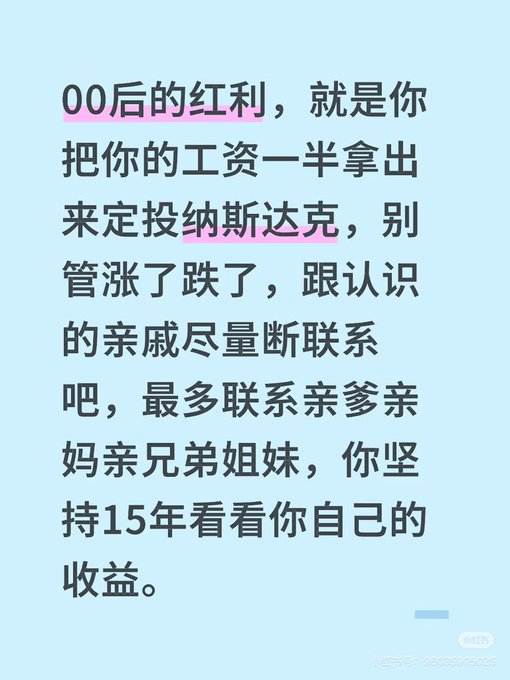 00后的红利，就是你
把你的工资一半拿出
来定投纳斯达克，别
管涨了跌了，跟认识
的亲戚尽量断联系
吧，最多联系亲爹亲
妈亲兄弟姐妹，你坚
持15年看看你自己的
收益。
小红书
小红书号：95035905025